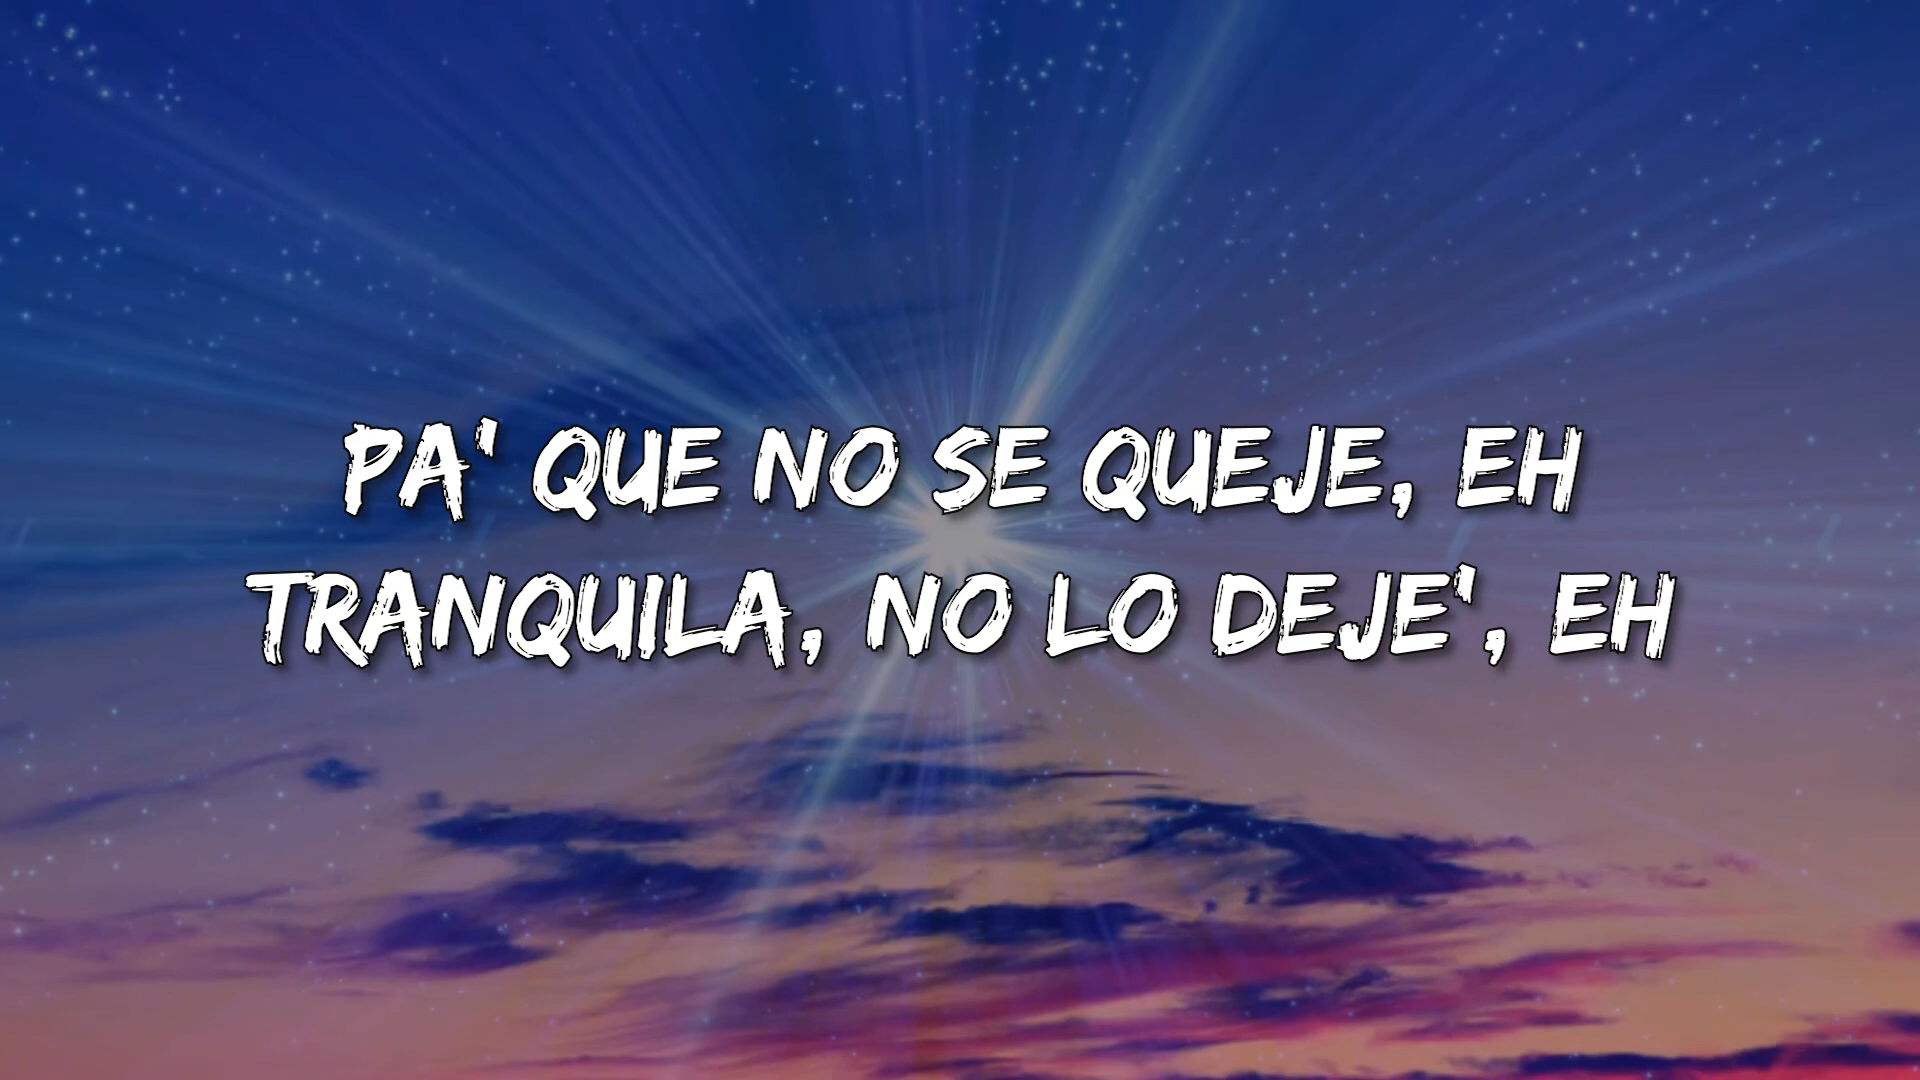 PA' QUE NO SE QUEJE, EH
TRANQUILA, NO LO DEJE', EH